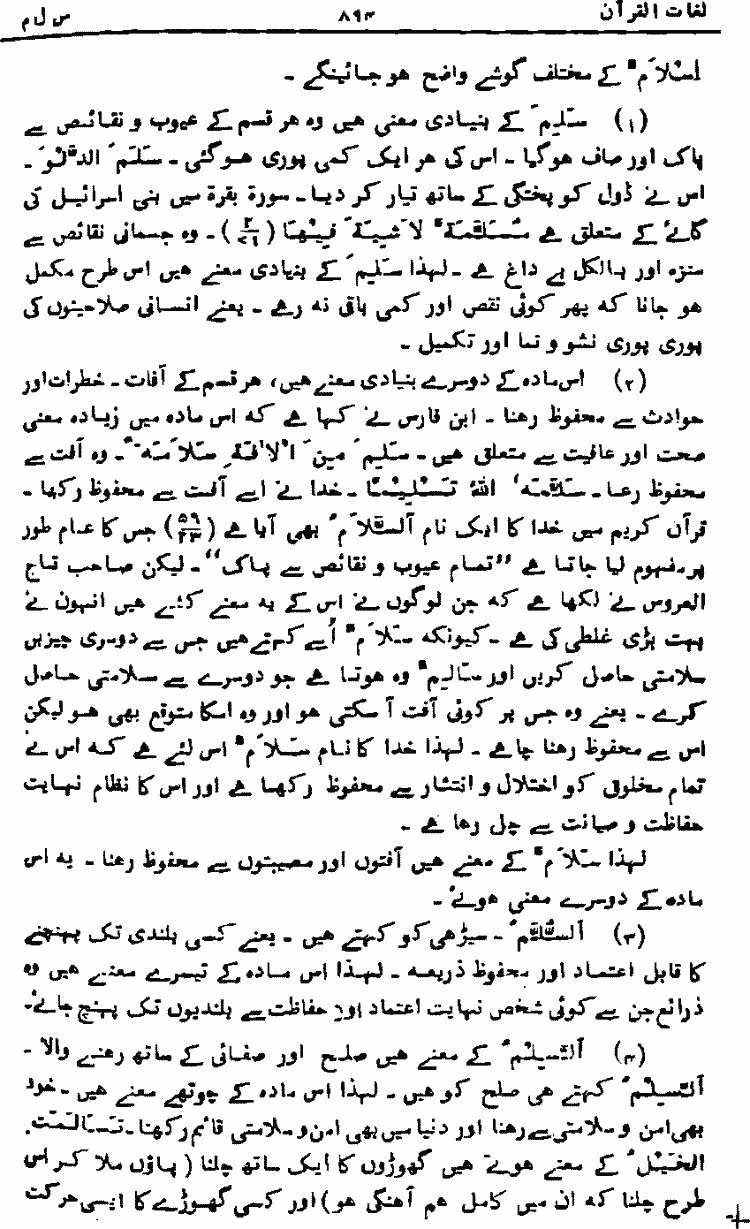 لغات القرآن ۸۹۳ س ل م
اِسْلَامٌ کے مختلف گوشے واضح ہو جائینگے ۔
(۱) سَلِمَ کے بنیادی معنی ہیں وہ ہر قسم کے عیوب و نقائص سے
پاک اور صاف ہو گیا ۔ اس کی ہر ایک کمی پوری ہو گئی ۔ سَلَمَ الدَّلْوَ ۔
اس نے ڈول کو پختگی کے ساتھ تیار کر دیا ۔ سورۃ بقرۃ میں بنی اسرائیل کی
گائے کے متعلق ہے مُسَلَّمَةٌ لَا شِيَةَ فِيْهَا (۲/۷۱) ۔ وہ جسمانی نقائص سے
منزہ اور بالکل بے داغ ہے ۔ لہذا سَلِمَ کے بنیادی معنے ہیں اس طرح مکمل
ہو جانا کہ پھر کوئی نقص اور کمی باقی نہ رہے ۔ یعنے انسانی صلاحیتوں کی
پوری پوری نشو و نما اور تکمیل ۔
(۲) اس مادہ کے دوسرے بنیادی معنے ہیں، ہر قسم کے آفات ۔ خطرات اور
حوادث سے محفوظ رہنا ۔ ابن فارس نے کہا ہے کہ اس مادہ میں زیادہ معنی
صحت اور عافیت سے متعلق ہیں ۔ سَلِمَ مِنَ الْآفَةِ سَلَامَةً ۔ وہ آفت سے
محفوظ رہا ۔ سَلَّمَهُ اللهُ تَسْلِيْمًا ۔ خدا نے اسے آفت سے محفوظ رکھا ۔
قرآن کریم میں خدا کا ایک نام اَلسَّلَامُ بھی آیا ہے (۵۹/۲۳) جس کا عام طور
پر مفہوم لیا جاتا ہے ”تمام عیوب و نقائص سے پاک“ ۔ لیکن صاحب تاج
العروس نے لکھا ہے کہ جن لوگوں نے اس کے یہ معنے کئے ہیں انہوں نے
بہت بڑی غلطی کی ہے ۔ کیونکہ سَلَامٌ اُسے کہتے ہیں جس سے دوسری چیزیں
سلامتی حاصل کریں اور سَالِمٌ وہ ہوتا ہے جو دوسرے سے سلامتی حاصل
کرے ۔ یعنے وہ جس پر کوئی آفت آ سکتی ہو اور وہ اسکا متوقع بھی ہو لیکن
اس سے محفوظ رہنا چاہے ۔ لہذا خدا کا نام سَلَامٌ اس لئے ہے کہ اس نے
تمام مخلوق کو اختلال و انتشار سے محفوظ رکھا ہے اور اس کا نظام نہایت
حفاظت و صیانت سے چل رہا ہے ۔
لہذا سَلَامٌ کے معنے ہیں آفتوں اور مصیبتوں سے محفوظ رہنا ۔ یہ اس
مادہ کے دوسرے معنی ہوئے ۔
(۳) اَلسُّلَّمُ ۔ سیڑھی کو کہتے ہیں ۔ یعنے کسی بلندی تک پہنچنے
کا قابل اعتماد اور محفوظ ذریعہ ۔ لہذا اس مادہ کے تیسرے معنے ہیں وہ
ذرائع جن سے کوئی شخص نہایت اعتماد اور حفاظت سے بلندیوں تک پہنچ جائے۔
(۴) اَلسِّلْمُ کے معنے ہیں صلح اور صفائی کے ساتھ رہنے والا ۔
اَلسِّلْمُ کہتے ہی صلح کو ہیں ۔ لہذا اس مادہ کے چوتھے معنے ہیں ۔ خود
بھی امن و سلامتی سے رہنا اور دنیا میں بھی امن و سلامتی قائم رکھنا ۔ تَسَالَمَتِ
الْخَيْلُ کے معنے ہوتے ہیں گھوڑوں کا ایک ساتھ چلنا (پاؤں ملا کر اس
طرح چلنا کہ ان میں کامل ہم آہنگی ہو) اور کسی گھوڑے کا ایسی حرکت